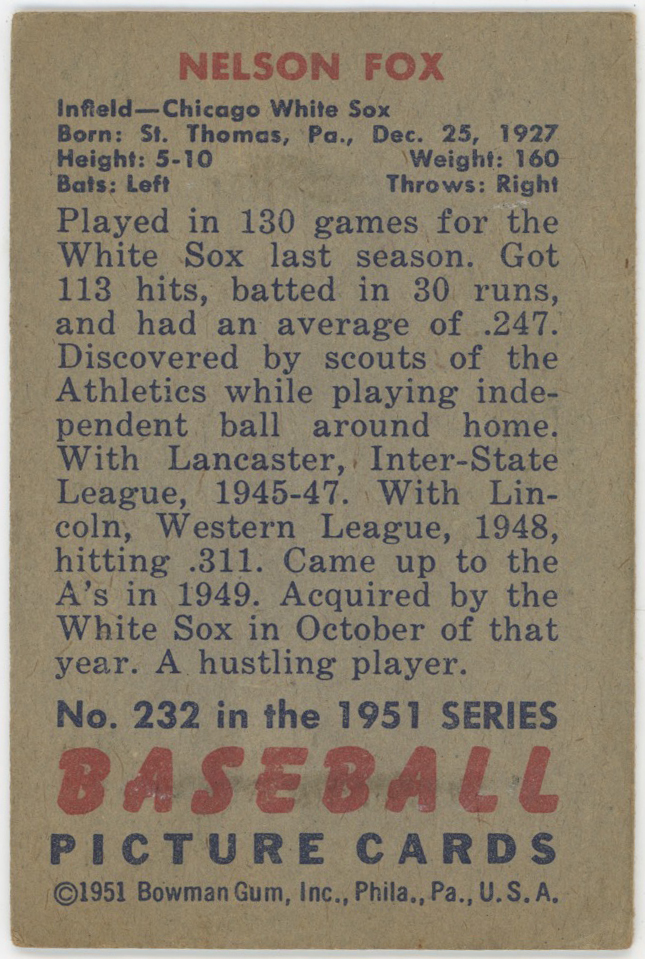 NELSON FOX
Infield—Chicago White Sox
Born: St. Thomas, Pa., Dec. 25, 1927
Height: 5-10 Weight: 160
Bats: Left Throws: Right
Played in 130 games for the
White Sox last season. Got
113 hits, batted in 30 runs,
and had an average of .247.
Discovered by scouts of the
Athletics while playing inde-
pendent ball around home.
With Lancaster, Inter-State
League, 1945-47. With Lin-
coln, Western League, 1948,
hitting .311. Came up to the
A's in 1949. Acquired by the
White Sox in October of that
year. A hustling player.
No. 232 in the 1951 SERIES
BASEBALL
PICTURE CARDS
©1951 Bowman Gum, Inc., Phila., Pa., U. S. A.